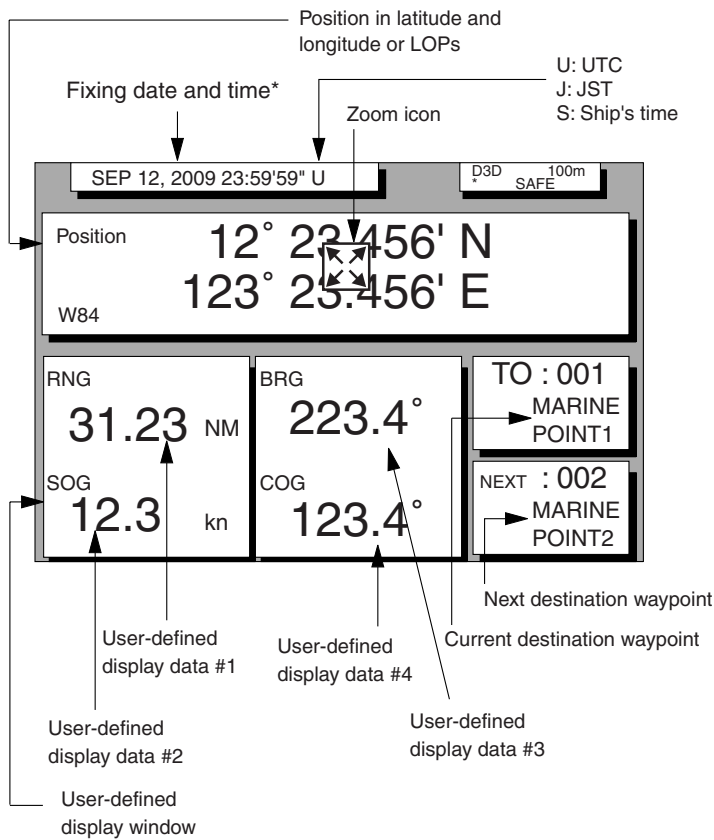 Position in latitude and
longitude or LOPs
U: UTC
J: JST
S: Ship's time
Fixing date and time*
Zoom icon
SEP 12, 2009 23:59'59" U
D3D 100m
* SAFE
Position
12° 23.456' N
123° 23.456' E
W84
RNG
31.23 NM
SOG
12.3 kn
BRG
223.4°
COG
123.4°
TO : 001
MARINE
POINT1
NEXT : 002
MARINE
POINT2
Next destination waypoint
Current destination waypoint
User-defined
display data #1
User-defined
display data #4
User-defined
display data #3
User-defined
display data #2
User-defined
display window